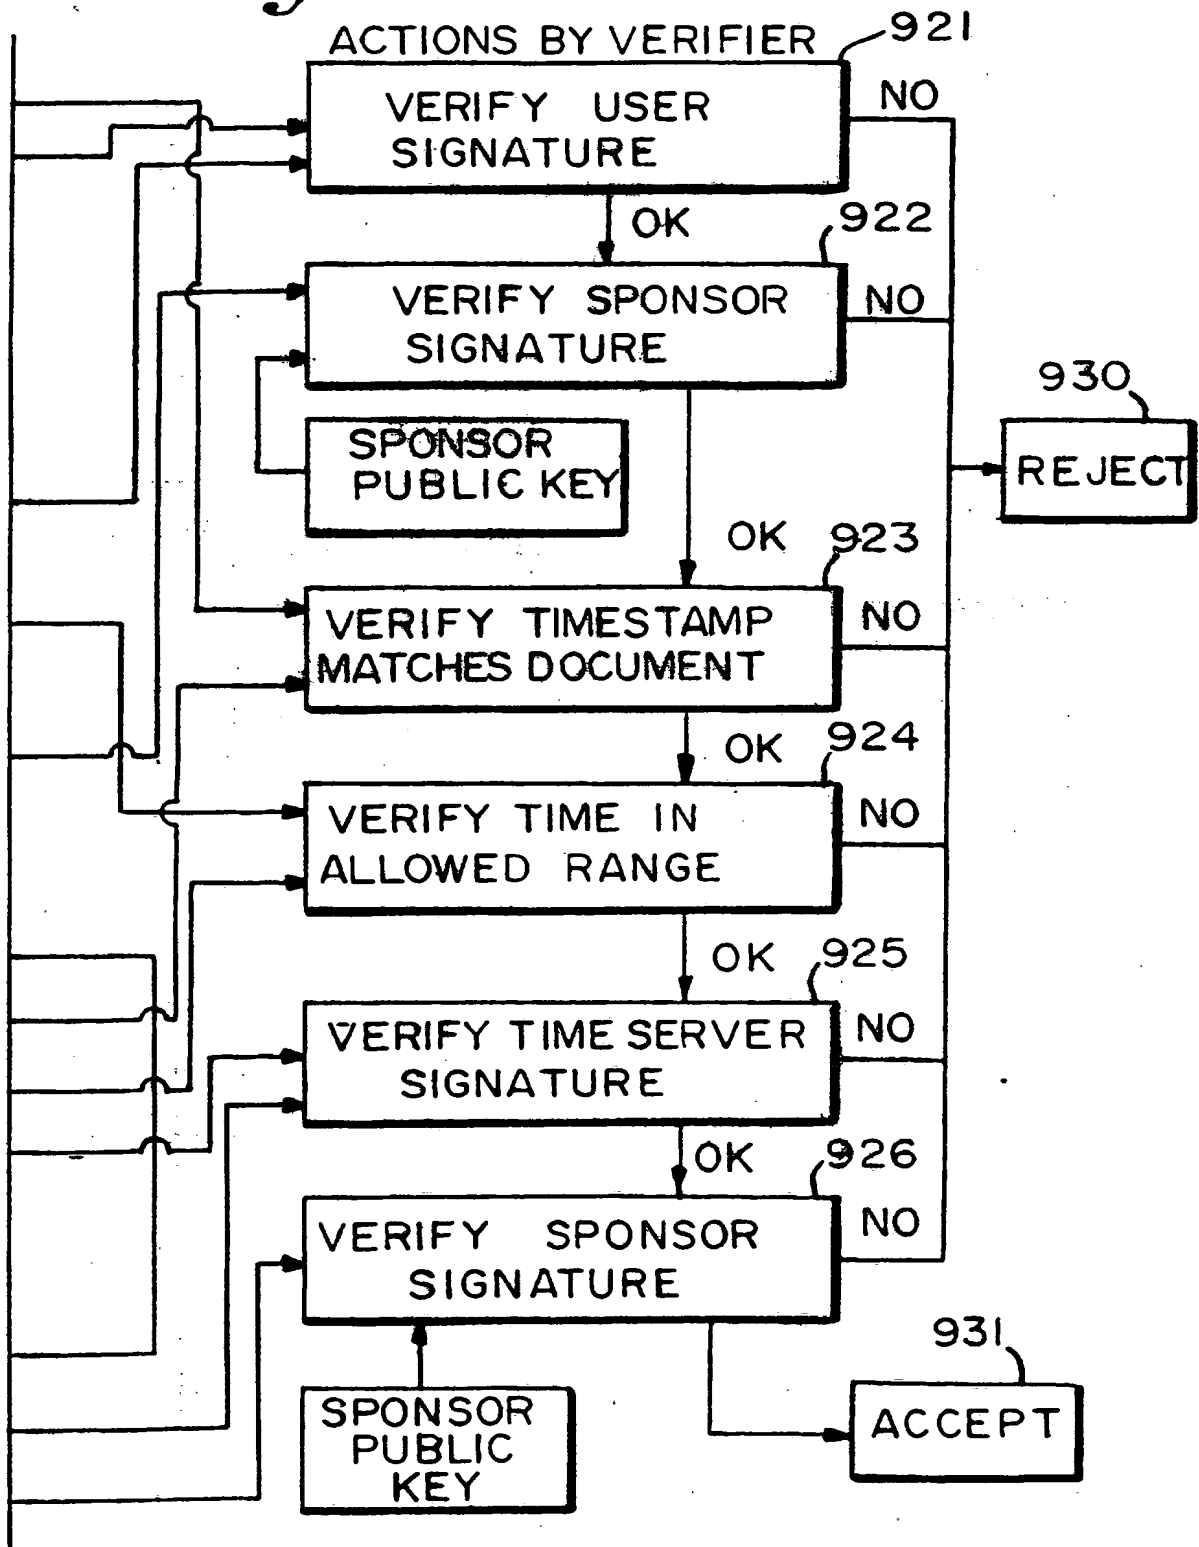 ACTIONS BY VERIFIER
921
VERIFY USER
SIGNATURE
NO
OK
922
VERIFY SPONSOR
SIGNATURE
NO
930
REJECT
SPONSOR
PUBLIC KEY
OK
923
VERIFY TIMESTAMP
MATCHES DOCUMENT
NO
OK
924
VERIFY TIME IN
ALLOWED RANGE
NO
OK
925
VERIFY TIME SERVER
SIGNATURE
NO
OK
926
VERIFY SPONSOR
SIGNATURE
NO
931
ACCEPT
SPONSOR
PUBLIC
KEY